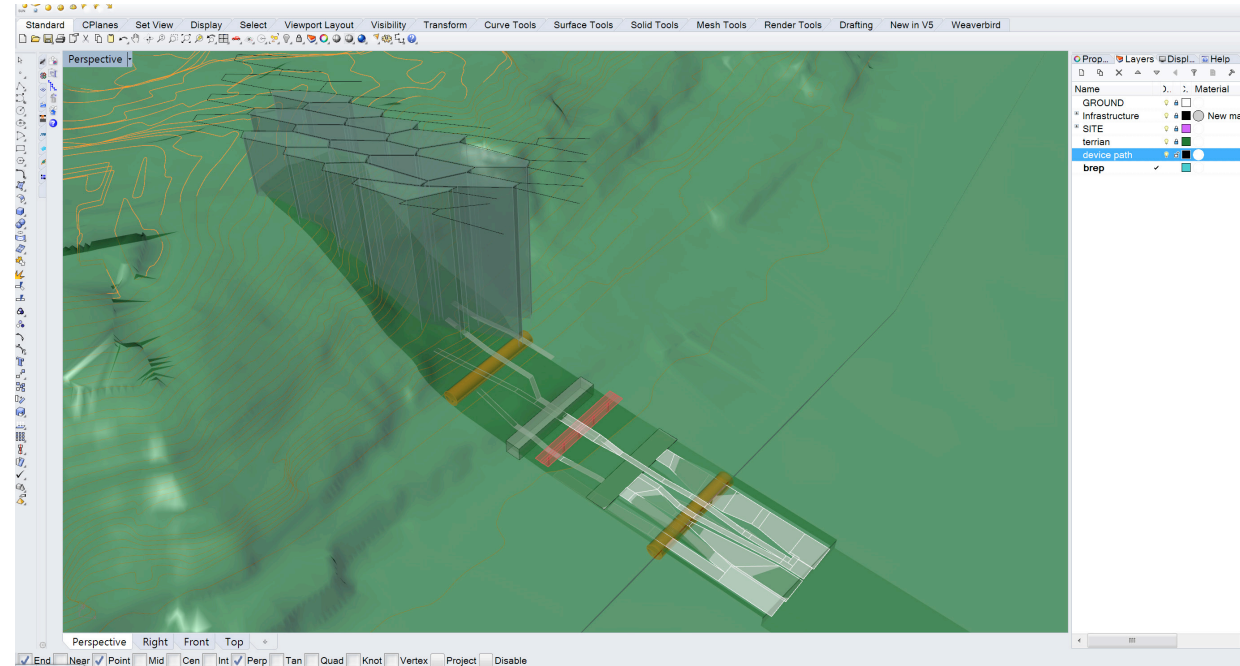 Standard CPlanes Set View Display Select Viewport Layout Visibility Transform Curve Tools Surface Tools Solid Tools Mesh Tools Render Tools Drafting New in V5 Weaverbird
Perspective
Prop... Layers Displ... Help
Name Material
GROUND
Infrastructure New ma
SITE
terrian
device path
brep
Perspective Right Front Top
End Near Point Mid Cen Int Perp Tan Quad Knot Vertex Project Disable